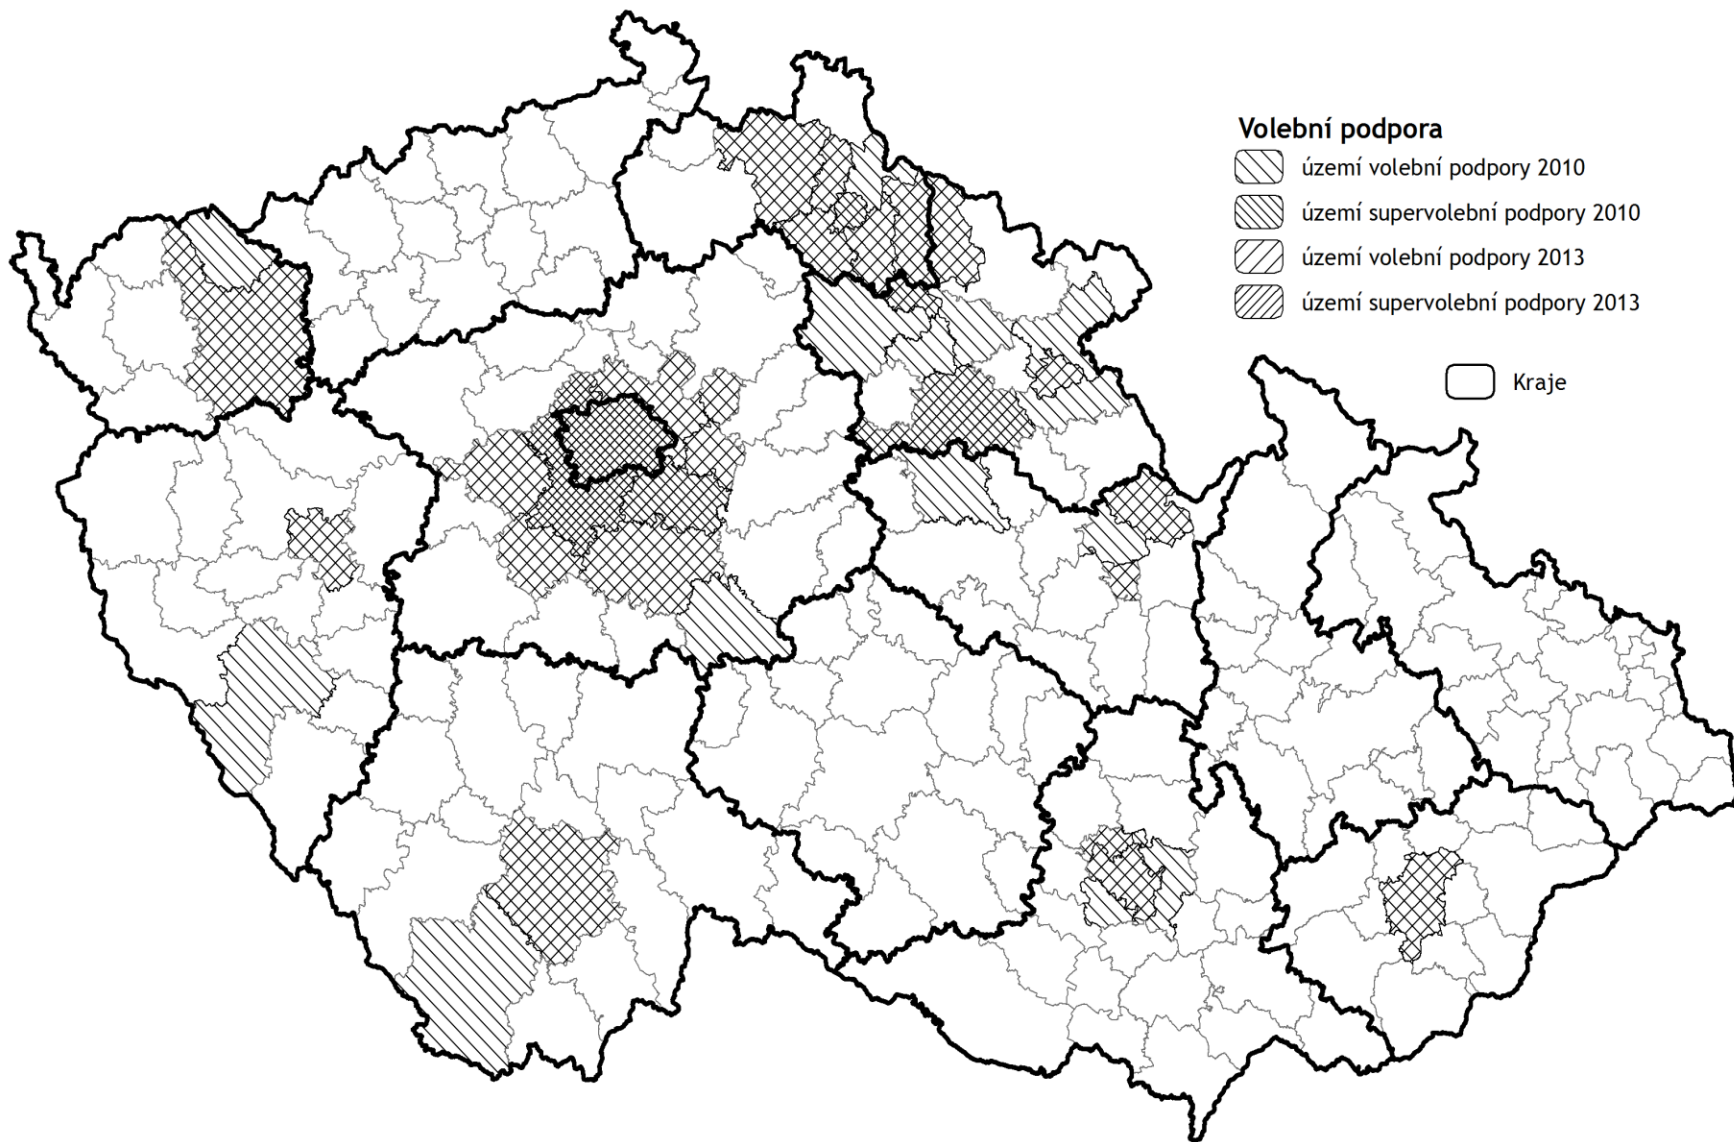 Volební podpora
území volební podpory 2010
území supervolební podpory 2010
území volební podpory 2013
území supervolební podpory 2013
Kraje